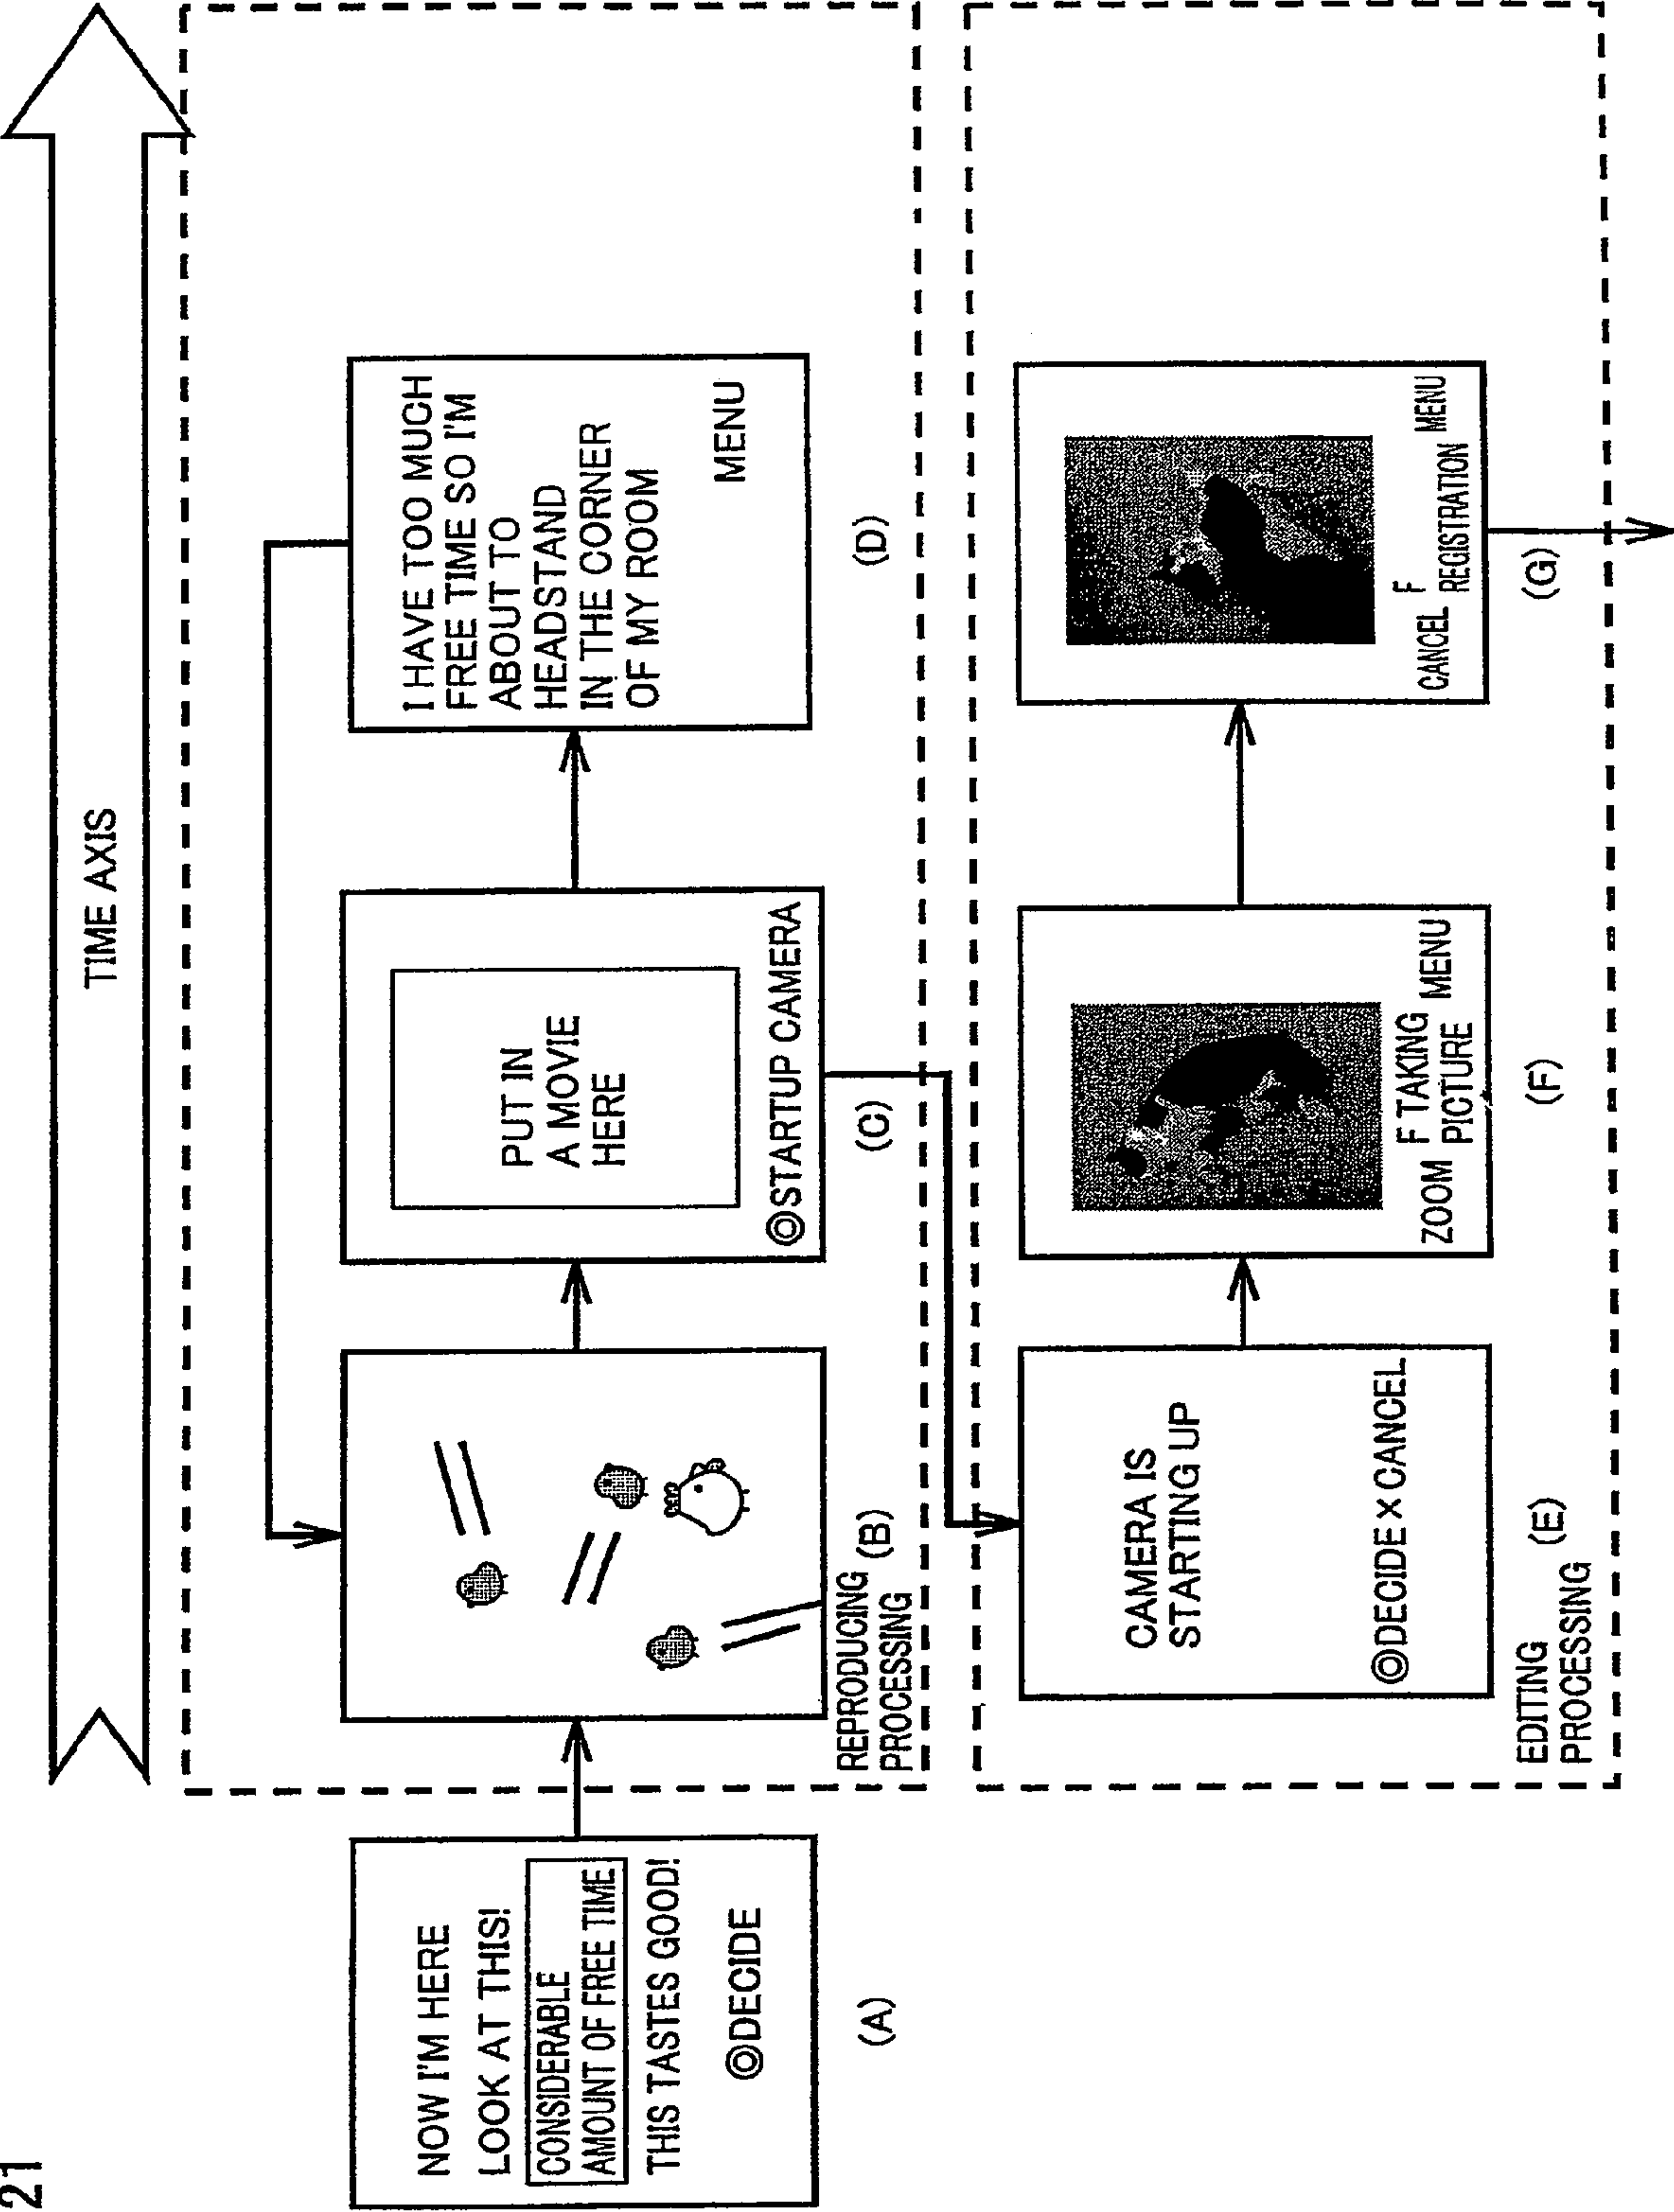 21
TIME AXIS
NOW I'M HERE
LOOK AT THIS!
CONSIDERABLE
AMOUNT OF FREE TIME
THIS TASTES GOOD!
◎DECIDE
(A)
REPRODUCING
PROCESSING
(B)
PUT IN
A MOVIE
HERE
◎STARTUP CAMERA
(C)
I HAVE TOO MUCH
FREE TIME SO I'M
ABOUT TO
HEADSTAND
IN THE CORNER
OF MY ROOM
MENU
(D)
CAMERA IS
STARTING UP
◎DECIDE × CANCEL
EDITING
PROCESSING
(E)
ZOOM F TAKING MENU
PICTURE
(F)
CANCEL F MENU
REGISTRATION
(G)